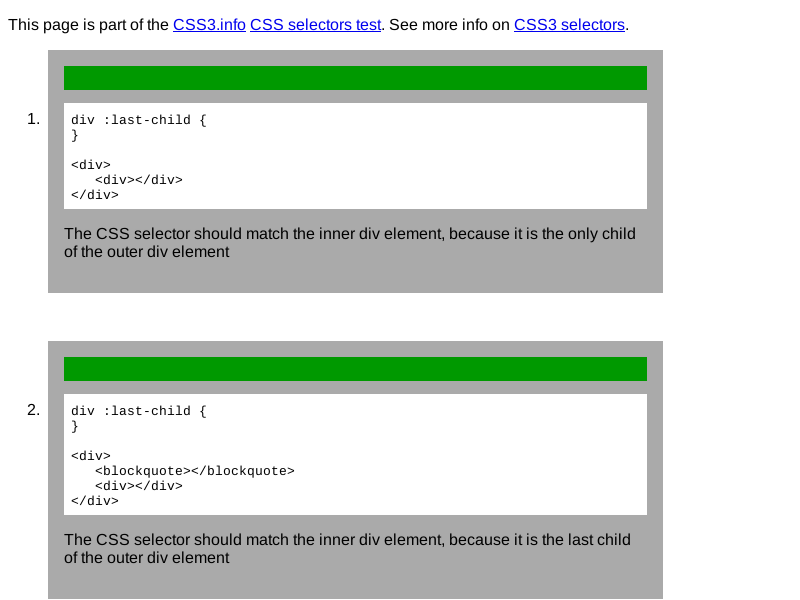 This page is part of the CSS3.info CSS selectors test. See more info on CSS3 selectors.
1.
div :last-child {
}
<div>
   <div></div>
</div>
The CSS selector should match the inner div element, because it is the only child
of the outer div element
2.
div :last-child {
}
<div>
   <blockquote></blockquote>
   <div></div>
</div>
The CSS selector should match the inner div element, because it is the last child
of the outer div element